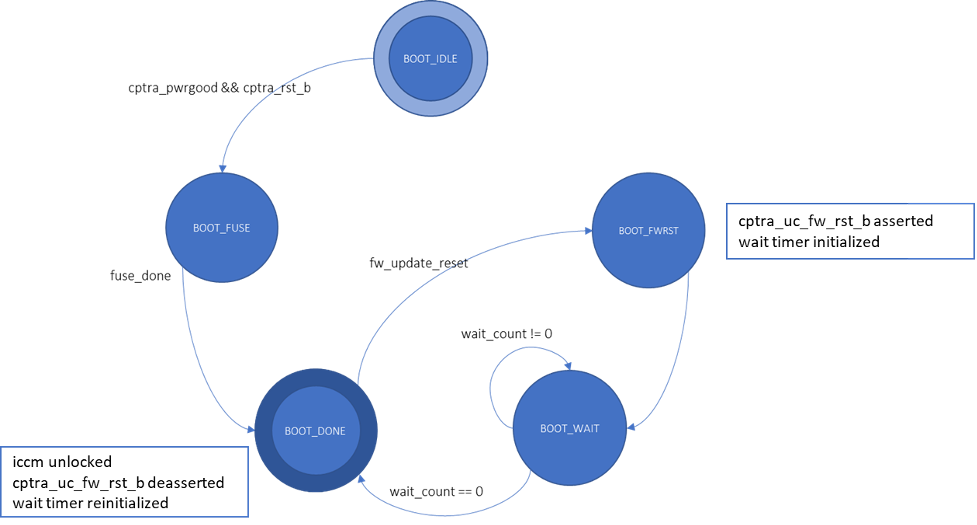 BOOT_IDLE
cptra_pwrgood && cptra_rst_b
BOOT_FUSE
BOOT_FWRST
cptra_uc_fw_rst_b asserted
wait timer initialized
fuse_done
fw_update_reset
wait_count != 0
BOOT_DONE
BOOT_WAIT
iccm unlocked
cptra_uc_fw_rst_b deasserted
wait timer reinitialized
wait_count == 0